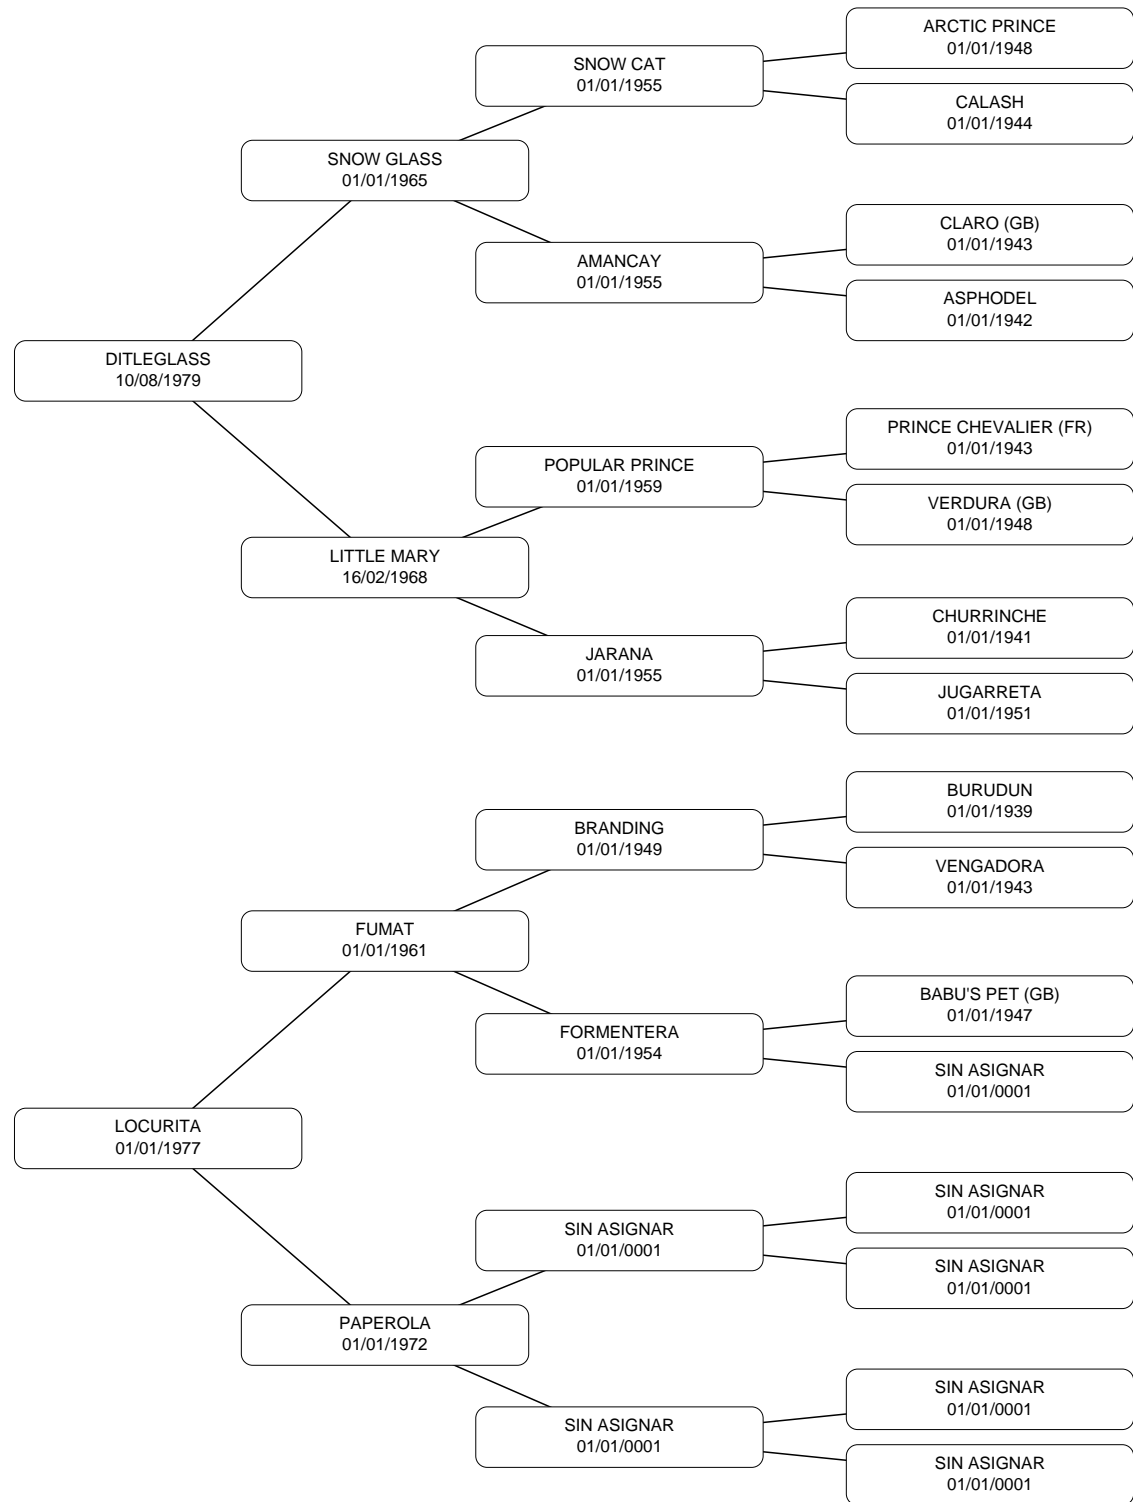 ARCTIC PRINCE
01/01/1948
SNOW CAT
01/01/1955
CALASH
01/01/1944
SNOW GLASS
01/01/1965
CLARO (GB)
01/01/1943
AMANCAY
01/01/1955
ASPHODEL
01/01/1942
DITLEGLASS
10/08/1979
PRINCE CHEVALIER (FR)
01/01/1943
POPULAR PRINCE
01/01/1959
VERDURA (GB)
01/01/1948
LITTLE MARY
16/02/1968
CHURRINCHE
01/01/1941
JARANA
01/01/1955
JUGARRETA
01/01/1951
BURUDUN
01/01/1939
BRANDING
01/01/1949
VENGADORA
01/01/1943
FUMAT
01/01/1961
BABU'S PET (GB)
01/01/1947
FORMENTERA
01/01/1954
SIN ASIGNAR
01/01/0001
LOCURITA
01/01/1977
SIN ASIGNAR
01/01/0001
SIN ASIGNAR
01/01/0001
SIN ASIGNAR
01/01/0001
PAPEROLA
01/01/1972
SIN ASIGNAR
01/01/0001
SIN ASIGNAR
01/01/0001
SIN ASIGNAR
01/01/0001